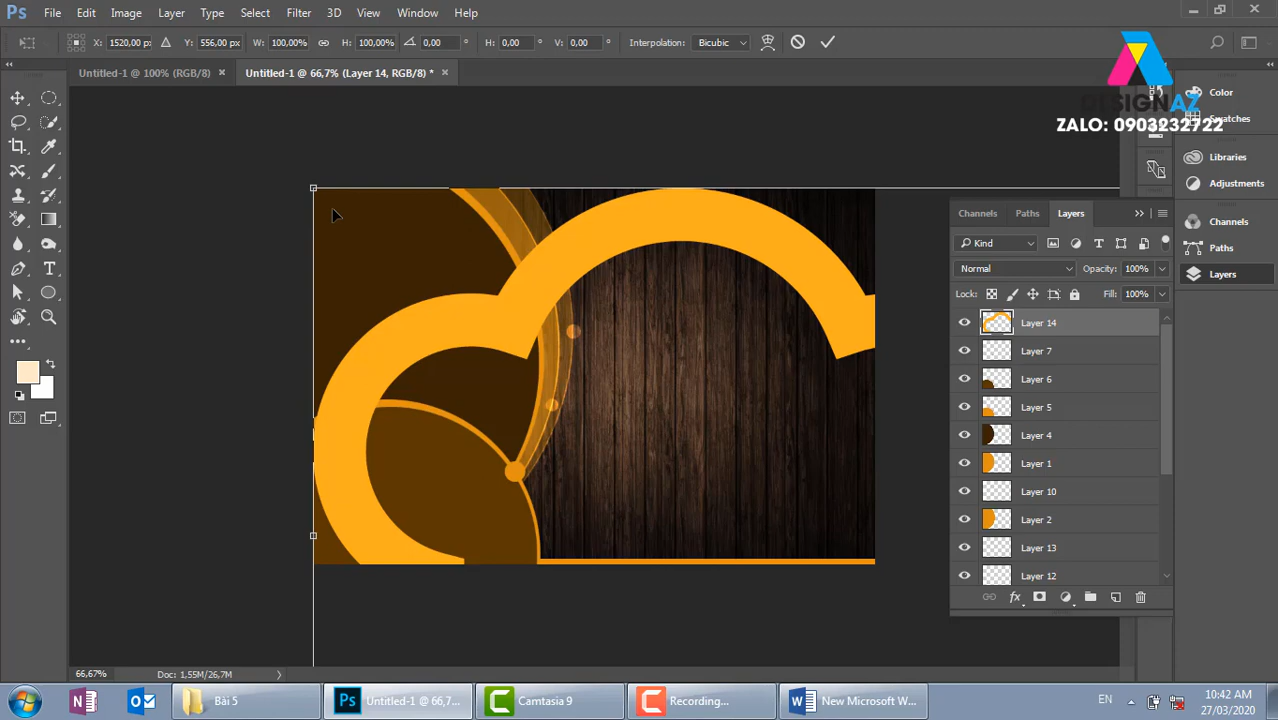 Ps File Edit Image Layer Type Select Filter 3D View Window Help
X: 1520,00 px Y: 556,00 px W: 100,00% H: 100,00% 0,00 ° H: 0,00 ° V: 0,00 ° Interpolation: Bicubic
Untitled-1 @ 100% (RGB/8) × Untitled-1 @ 66,7% (Layer 14, RGB/8) * ×
DESIGNAZ
ZALO: 0903232722
Color
Swatches
Libraries
Adjustments
Channels
Paths
Layers
Channels Paths Layers
Kind
Normal Opacity: 100%
Lock: Fill: 100%
Layer 14
Layer 7
Layer 6
Layer 5
Layer 4
Layer 1
Layer 10
Layer 2
Layer 13
Layer 12
fx
66,67% Doc: 1,55M/26,7M
Bài 5
Ps Untitled-1 @ 66,7...
Camtasia 9
Recording...
New Microsoft W...
EN
10:42 AM
27/03/2020